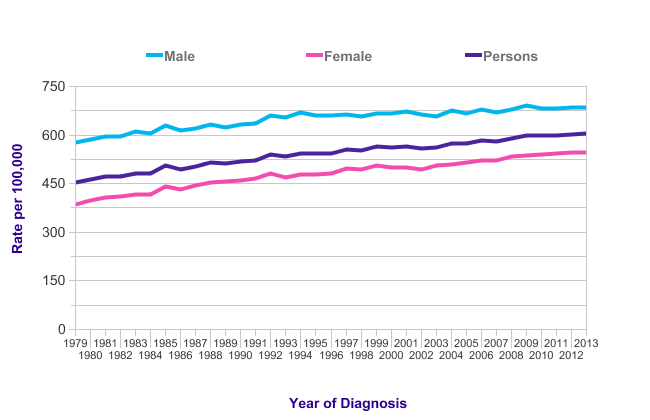 Male Female Persons
750
600
450
300
150
0
Rate per 100,000
1979 1981 1983 1985 1987 1989 1991 1993 1995 1997 1999 2001 2003 2005 2007 2009 2011 2013
1980 1982 1984 1986 1988 1990 1992 1994 1996 1998 2000 2002 2004 2006 2008 2010 2012
Year of Diagnosis